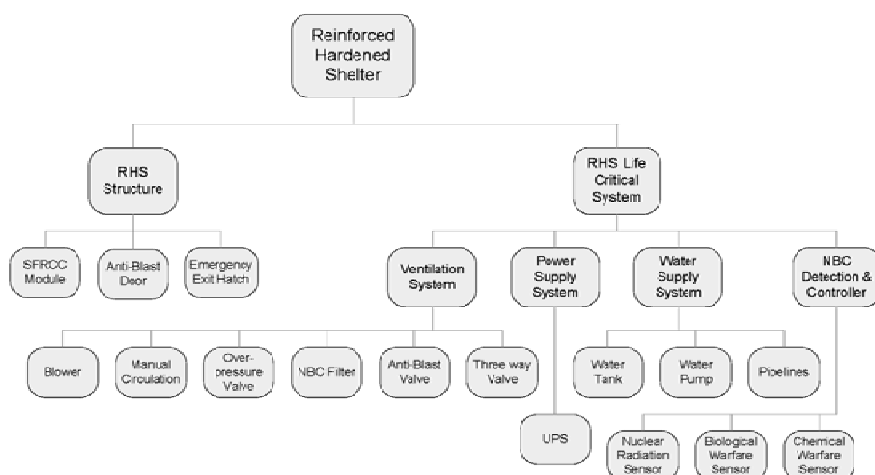 Reinforced
Hardened
Shelter
RHS
Structure
RHS Life
Critical
System
SFRCC
Module
Anti-Blast
Door
Emergency
Exit Hatch
Ventilation
System
Power
Supply
System
Water
Supply
System
NBC
Detection &
Controller
Blower
Manual
Circulation
Over-
pressure
Valve
NBC Filter
Anti-Blast
Valve
Three way
Valve
Water
Tank
Water
Pump
Pipelines
UPS
Nuclear
Radiation
Sensor
Biological
Warfare
Sensor
Chemical
Warfare
Sensor